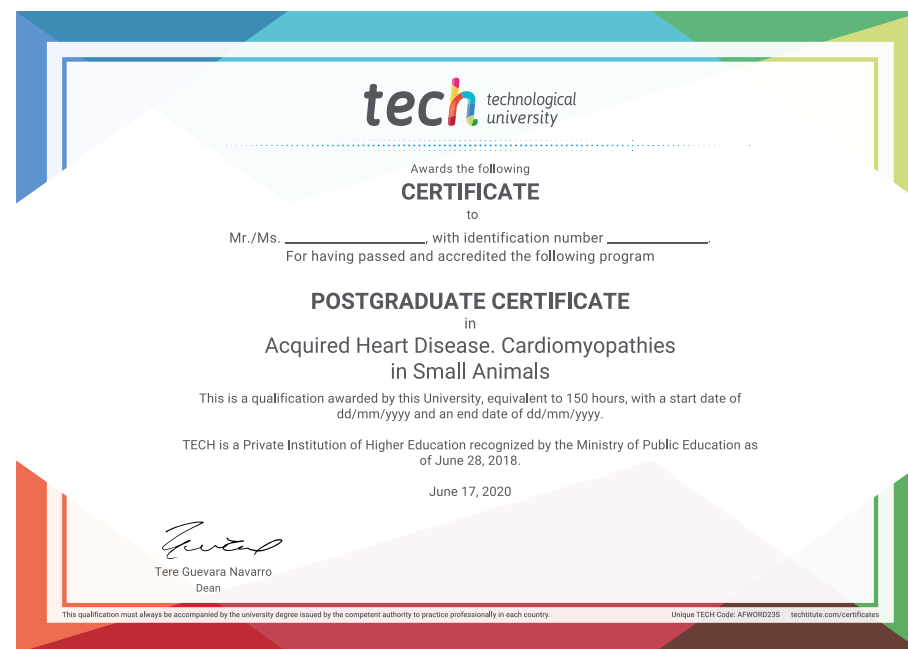 tech technological
university
Awards the following
CERTIFICATE
to
Mr./Ms. ____________________, with identification number ______________.
For having passed and accredited the following program
POSTGRADUATE CERTIFICATE
in
Acquired Heart Disease. Cardiomyopathies
in Small Animals
This is a qualification awarded by this University, equivalent to 150 hours, with a start date of
dd/mm/yyyy and an end date of dd/mm/yyyy.
TECH is a Private Institution of Higher Education recognized by the Ministry of Public Education as
of June 28, 2018.
June 17, 2020
Tere Guevara Navarro
Dean
This qualification must always be accompanied by the university degree issued by the competent authority to practice professionally in each country. Unique TECH Code: AFWORD23S techtitute.com/certificates